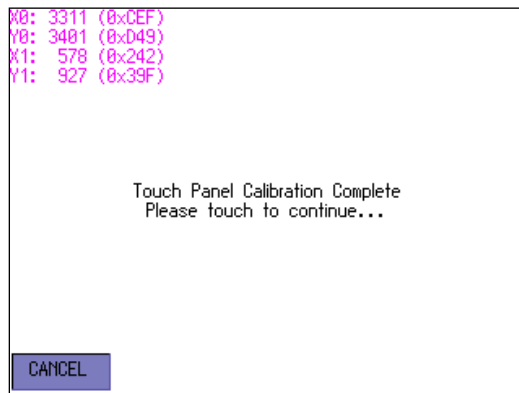 X0: 3311 (0xCEF)
Y0: 3401 (0xD49)
X1: 578 (0x242)
Y1: 927 (0x39F)
Touch Panel Calibration Complete
Please touch to continue...
CANCEL